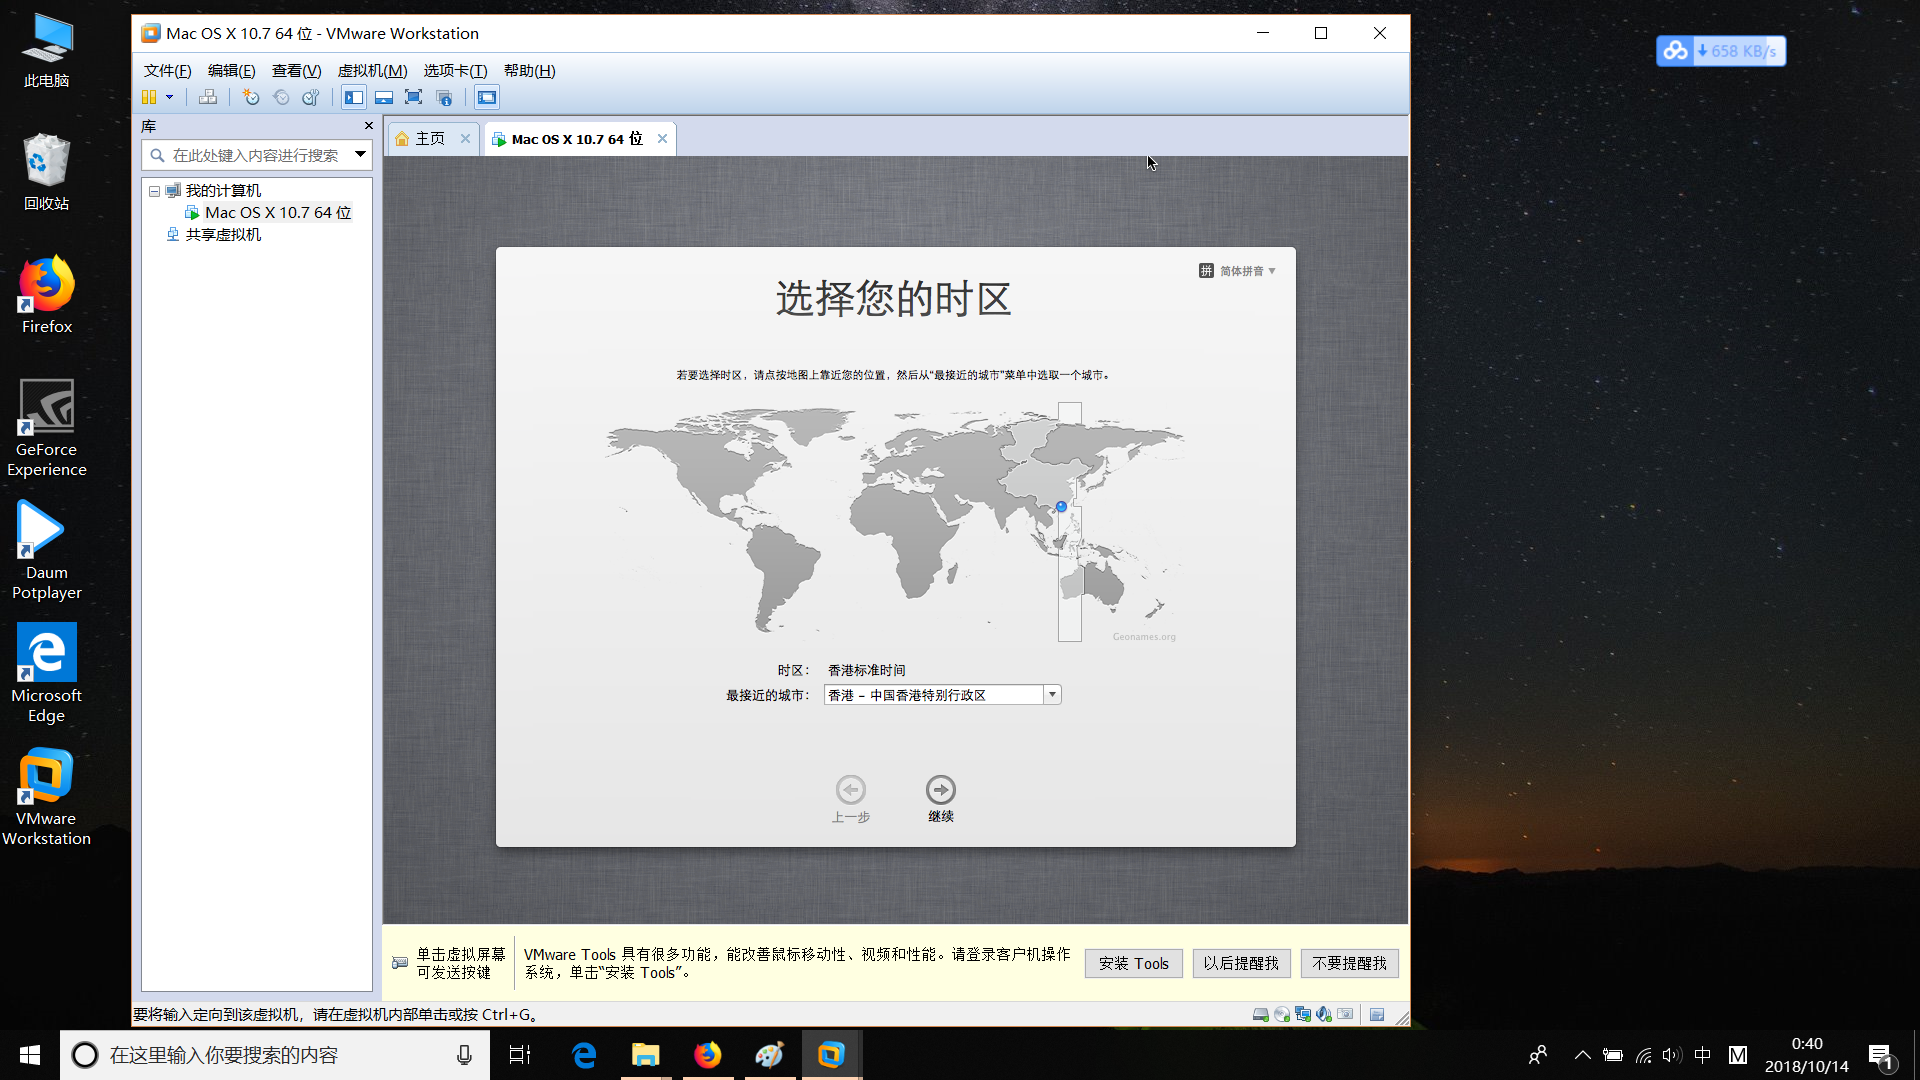 此电脑
回收站
Firefox
GeForce
Experience
Daum
Potplayer
Microsoft
Edge
VMware
Workstation
Mac OS X 10.7 64 位 - VMware Workstation
文件(F) 编辑(E) 查看(V) 虚拟机(M) 选项卡(T) 帮助(H)
库
在此处键入内容进行搜索
我的计算机
Mac OS X 10.7 64 位
共享虚拟机
主页
Mac OS X 10.7 64 位
拼 简体拼音
选择您的时区
若要选择时区，请点按地图上靠近您的位置，然后从“最接近的城市”菜单中选取一个城市。
Geonames.org
时区： 香港标准时间
最接近的城市： 香港 – 中国香港特别行政区
上一步 继续
单击虚拟屏幕
可发送按键
VMware Tools 具有很多功能，能改善鼠标移动性、视频和性能。请登录客户机操作
系统，单击“安装 Tools”。
安装 Tools 以后提醒我 不要提醒我
要将输入定向到该虚拟机，请在虚拟机内部单击或按 Ctrl+G。
658 KB/s
在这里输入你要搜索的内容
中 M
0:40
2018/10/14
1